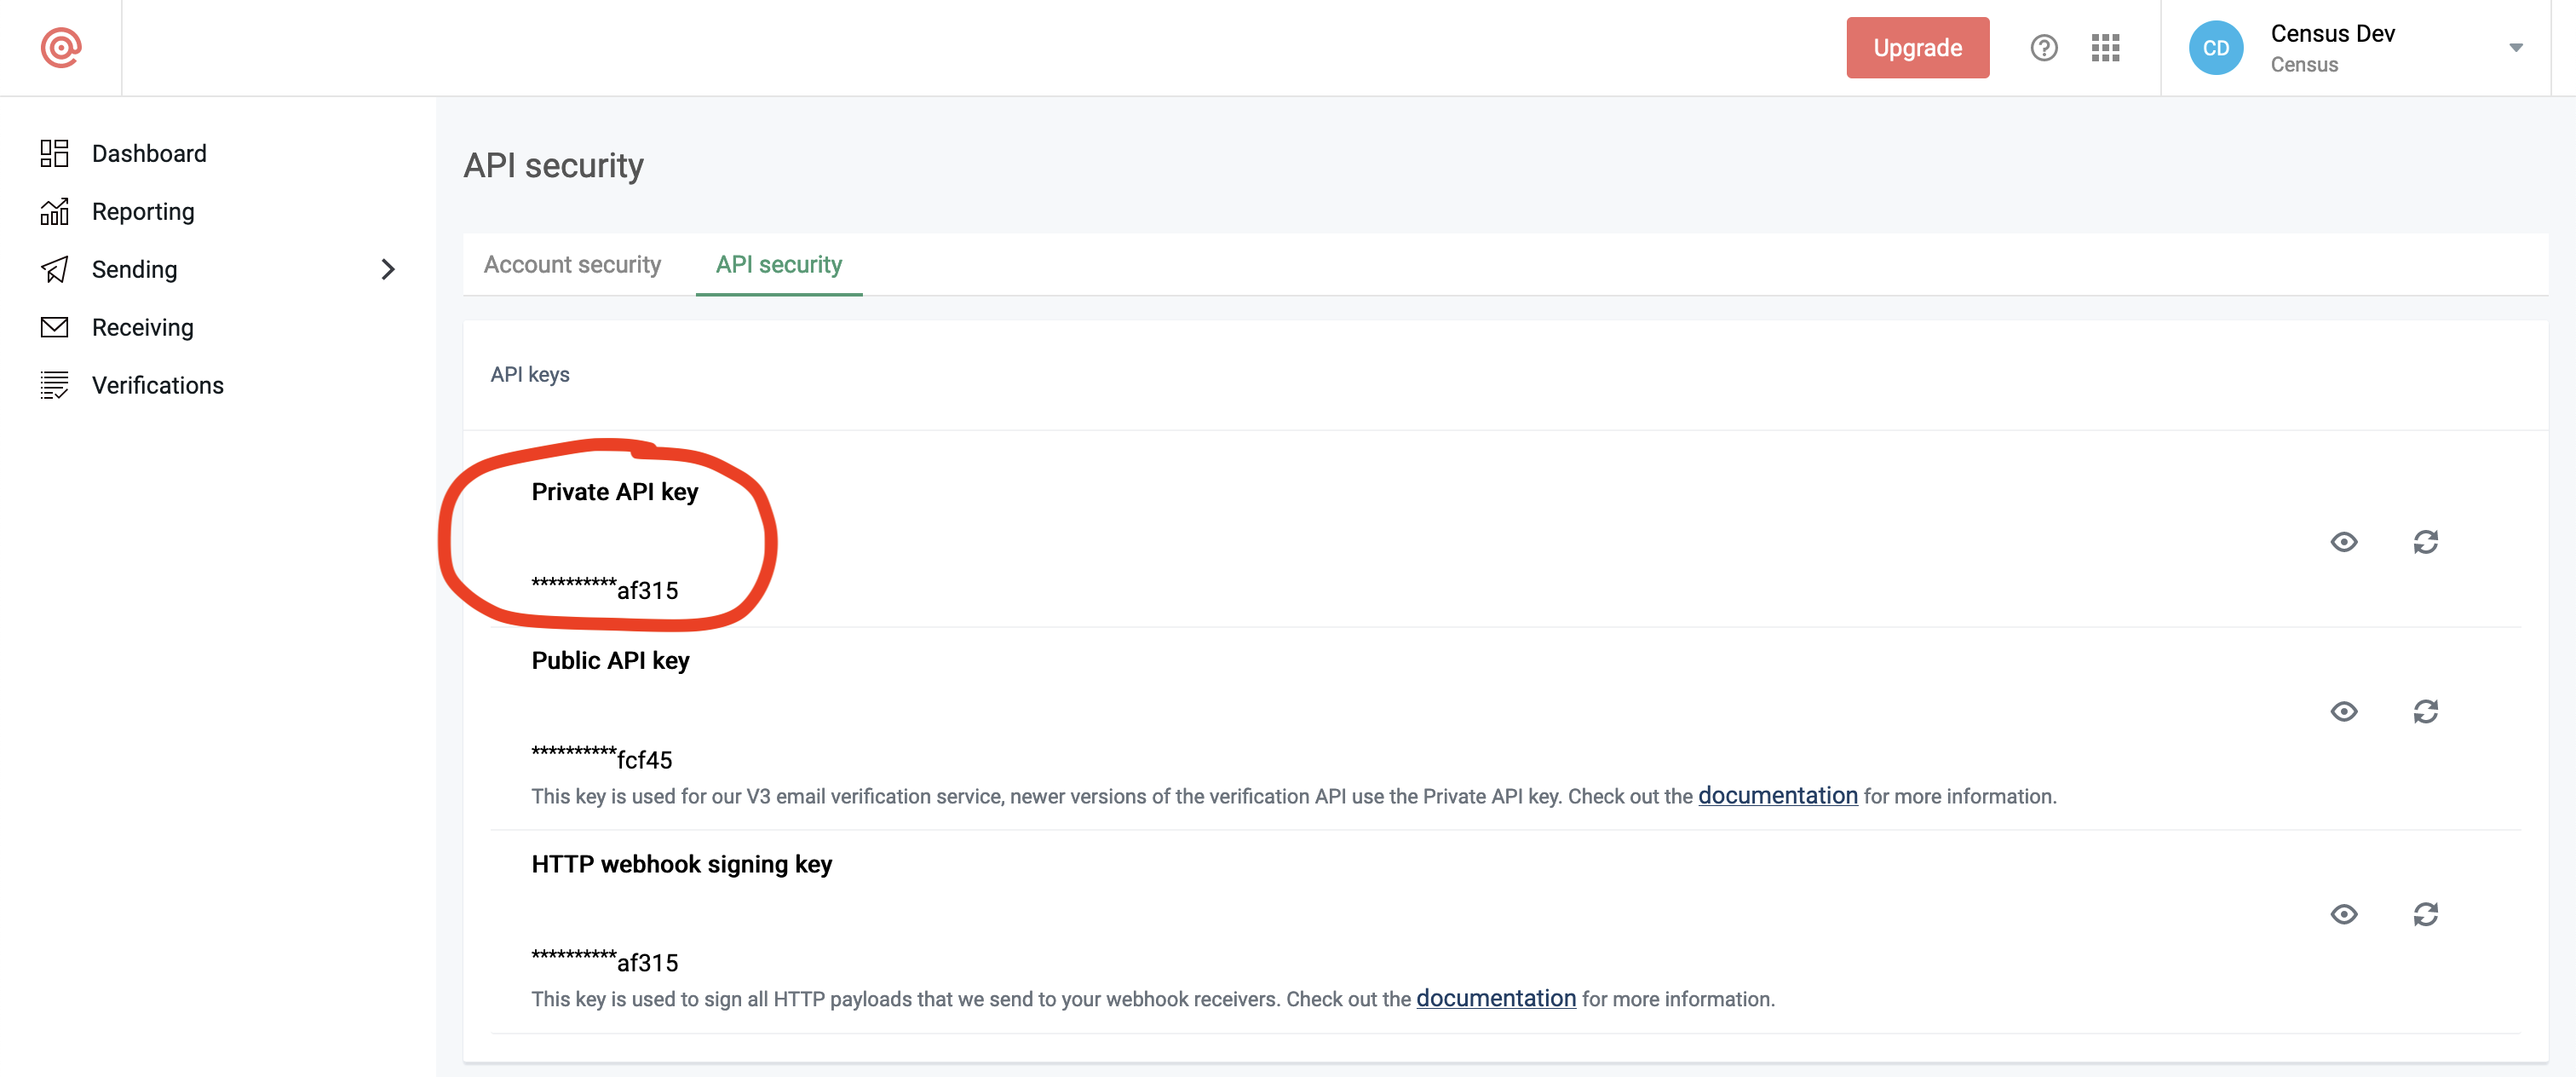 Upgrade
CD
Census Dev
Census
Dashboard
Reporting
Sending
Receiving
Verifications
API security
Account security
API security
API keys
Private API key
**********af315
Public API key
**********fcf45
This key is used for our V3 email verification service, newer versions of the verification API use the Private API key. Check out the documentation for more information.
HTTP webhook signing key
**********af315
This key is used to sign all HTTP payloads that we send to your webhook receivers. Check out the documentation for more information.